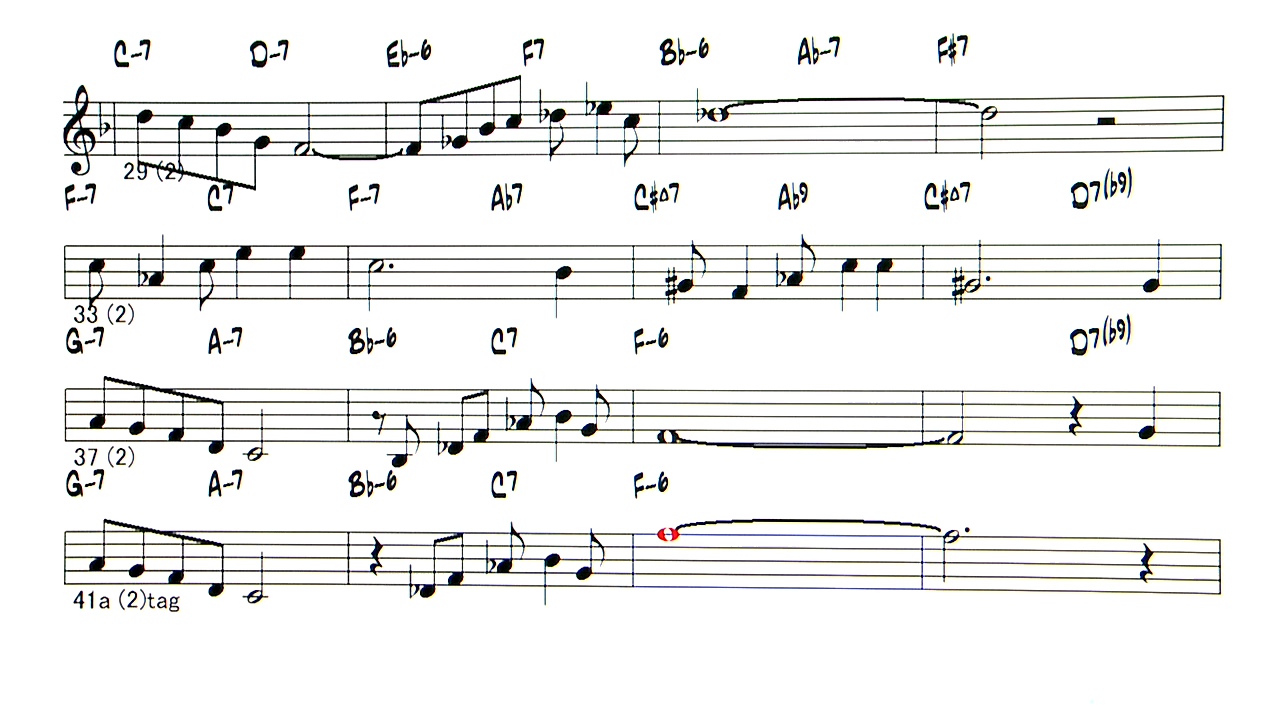 C-7 D-7 Eb-6 F7 Bb-6 Ab-7 F#7
29 (2)
F-7 C7 F-7 Ab7 C#Δ7 Ab9 C#Δ7 D7(b9)
33 (2)
G-7 A-7 Bb-6 C7 F-6 D7(b9)
37 (2)
G-7 A-7 Bb-6 C7 F-6
41a (2)tag